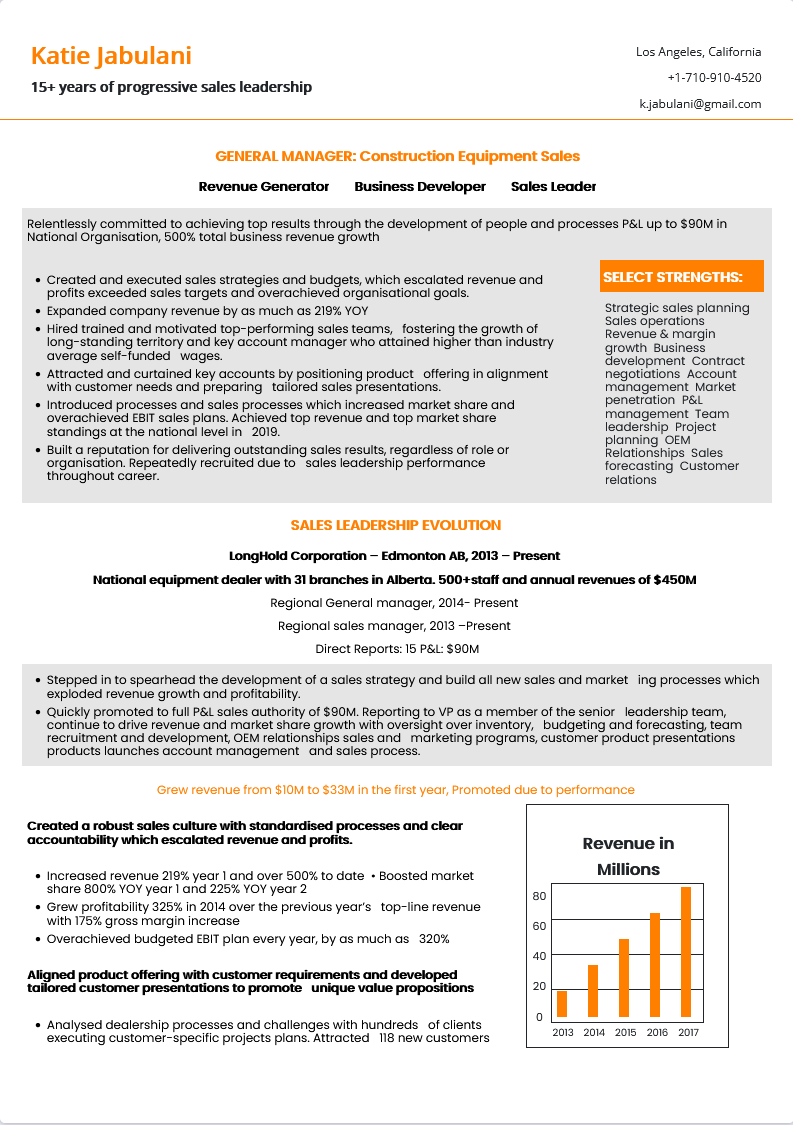 Katie Jabulani
15+ years of progressive sales leadership
Los Angeles, California
+1-710-910-4520
k.jabulani@gmail.com
GENERAL MANAGER: Construction Equipment Sales
Revenue Generator Business Developer Sales Leader
Relentlessly committed to achieving top results through the development of people and processes P&L up to $90M in
National Organisation, 500% total business revenue growth
• Created and executed sales strategies and budgets, which escalated revenue and
profits exceeded sales targets and overachieved organisational goals.
• Expanded company revenue by as much as 219% YOY
• Hired trained and motivated top-performing sales teams, fostering the growth of
long-standing territory and key account manager who attained higher than industry
average self-funded wages.
• Attracted and curtained key accounts by positioning product offering in alignment
with customer needs and preparing tailored sales presentations.
• Introduced processes and sales processes which increased market share and
overachieved EBIT sales plans. Achieved top revenue and top market share
standings at the national level in 2019.
• Built a reputation for delivering outstanding sales results, regardless of role or
organisation. Repeatedly recruited due to sales leadership performance
throughout career.
SELECT STRENGTHS:
Strategic sales planning
Sales operations
Revenue & margin
growth Business
development Contract
negotiations Account
management Market
penetration P&L
management Team
leadership Project
planning OEM
Relationships Sales
forecasting Customer
relations
SALES LEADERSHIP EVOLUTION
LongHold Corporation – Edmonton AB, 2013 – Present
National equipment dealer with 31 branches in Alberta. 500+staff and annual revenues of $450M
Regional General manager, 2014- Present
Regional sales manager, 2013 –Present
Direct Reports: 15 P&L: $90M
• Stepped in to spearhead the development of a sales strategy and build all new sales and market ing processes which
exploded revenue growth and profitability.
• Quickly promoted to full P&L sales authority of $90M. Reporting to VP as a member of the senior leadership team,
continue to drive revenue and market share growth with oversight over inventory, budgeting and forecasting, team
recruitment and development, OEM relationships sales and marketing programs, customer product presentations
products launches account management and sales process.
Grew revenue from $10M to $33M in the first year, Promoted due to performance
Created a robust sales culture with standardised processes and clear
accountability which escalated revenue and profits.
• Increased revenue 219% year 1 and over 500% to date • Boosted market
share 800% YOY year 1 and 225% YOY year 2
• Grew profitability 325% in 2014 over the previous year's top-line revenue
with 175% gross margin increase
• Overachieved budgeted EBIT plan every year, by as much as 320%
Aligned product offering with customer requirements and developed
tailored customer presentations to promote unique value propositions
• Analysed dealership processes and challenges with hundreds of clients
executing customer-specific projects plans. Attracted 118 new customers
Revenue in
Millions
80
60
40
20
0
2013 2014 2015 2016 2017